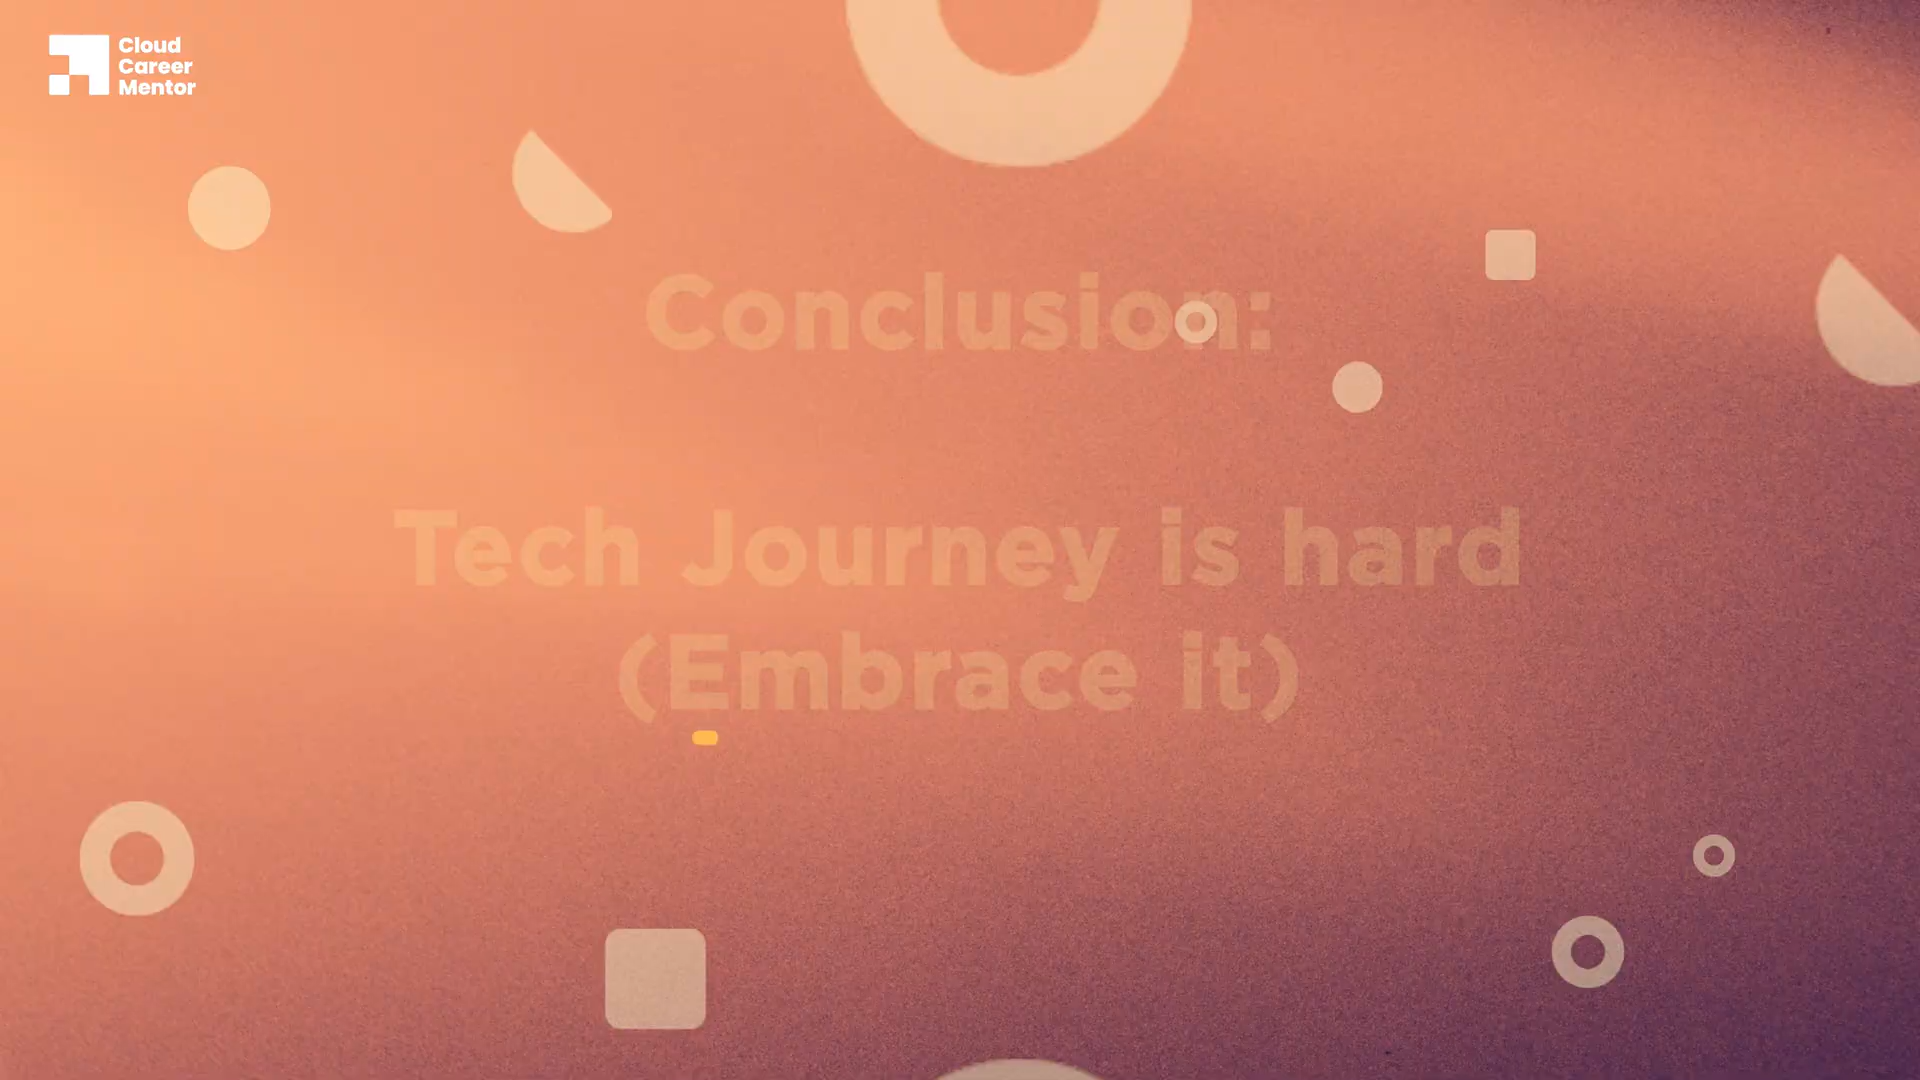 Cloud
Career
Mentor
Conclusion:
Tech Journey is hard
(Embrace it)